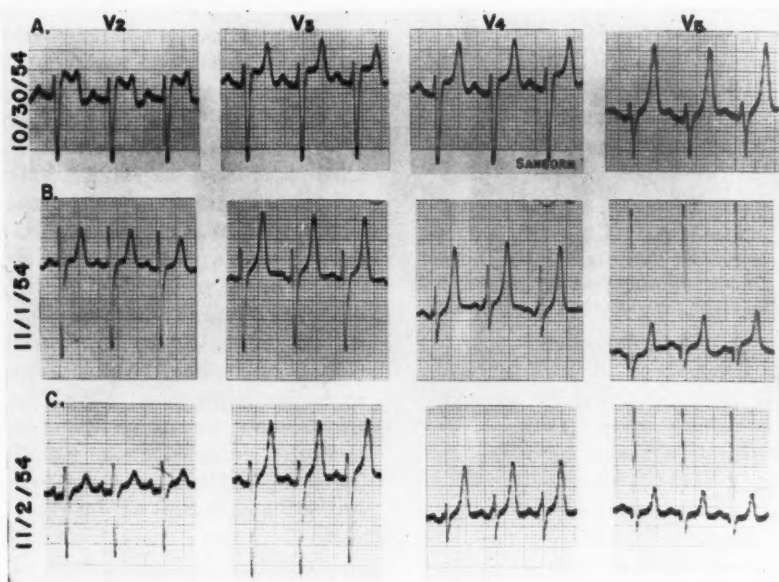 A. V2 V3 V4 V5
10/30/54
SANBORN
B.
11/1/54
C.
11/2/54